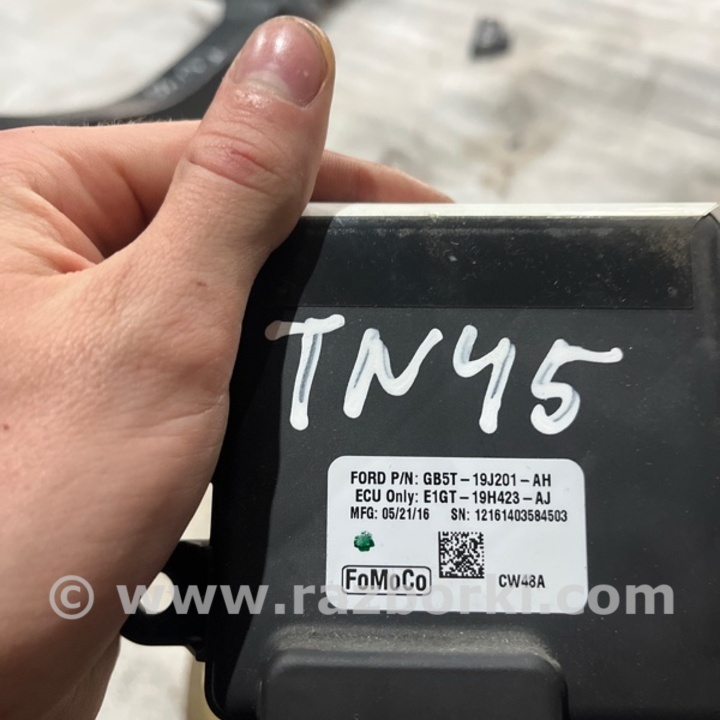 TN45
FORD P/N: GB5T-19J201-AH
ECU Only: E1GT-19H423-AJ
MFG: 05/21/16 SN: 12161403584503
FoMoCo CW48A
© www.razborki.com